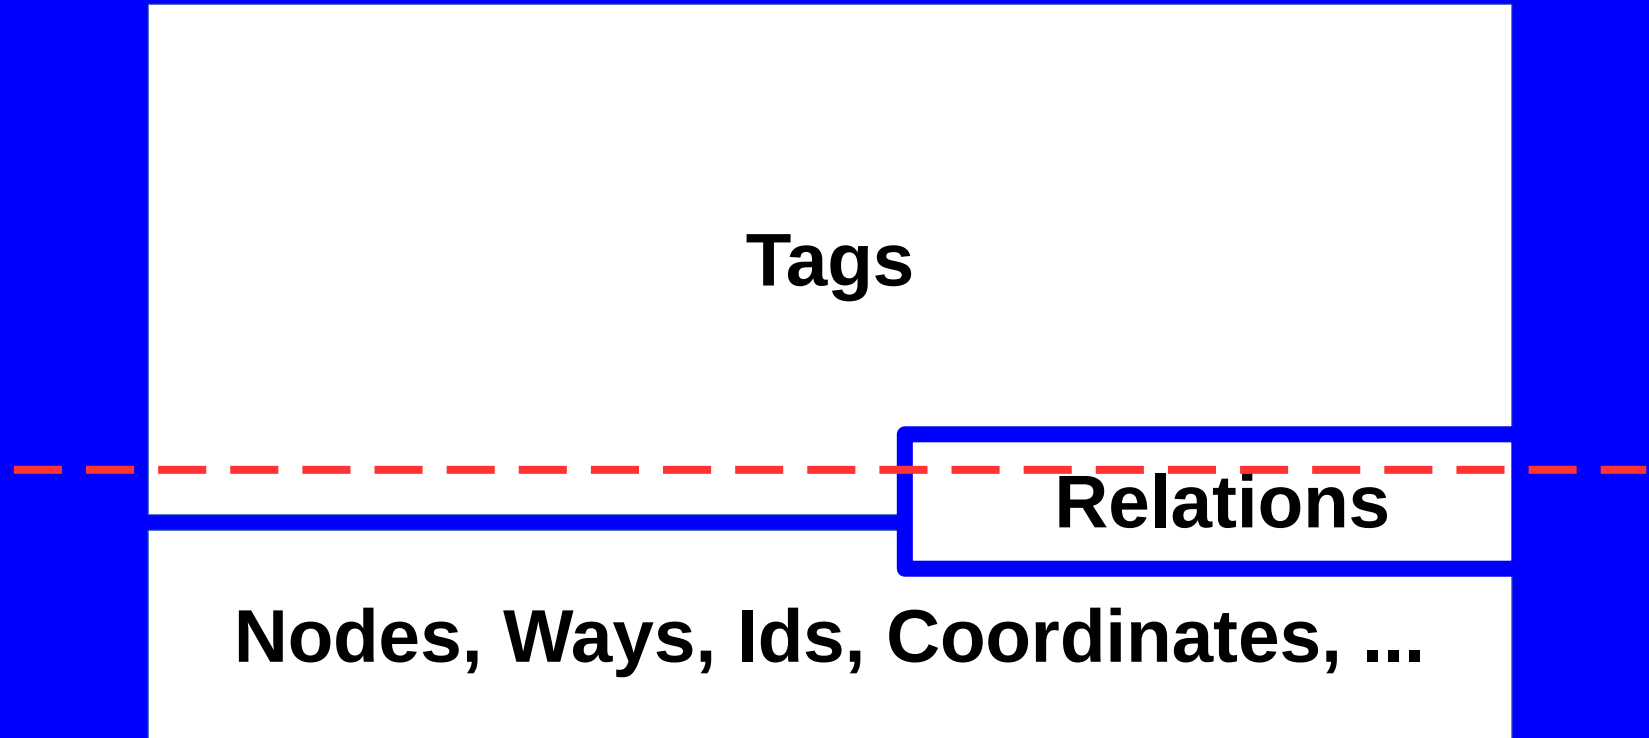 Tags
Relations
Nodes, Ways, Ids, Coordinates, ...